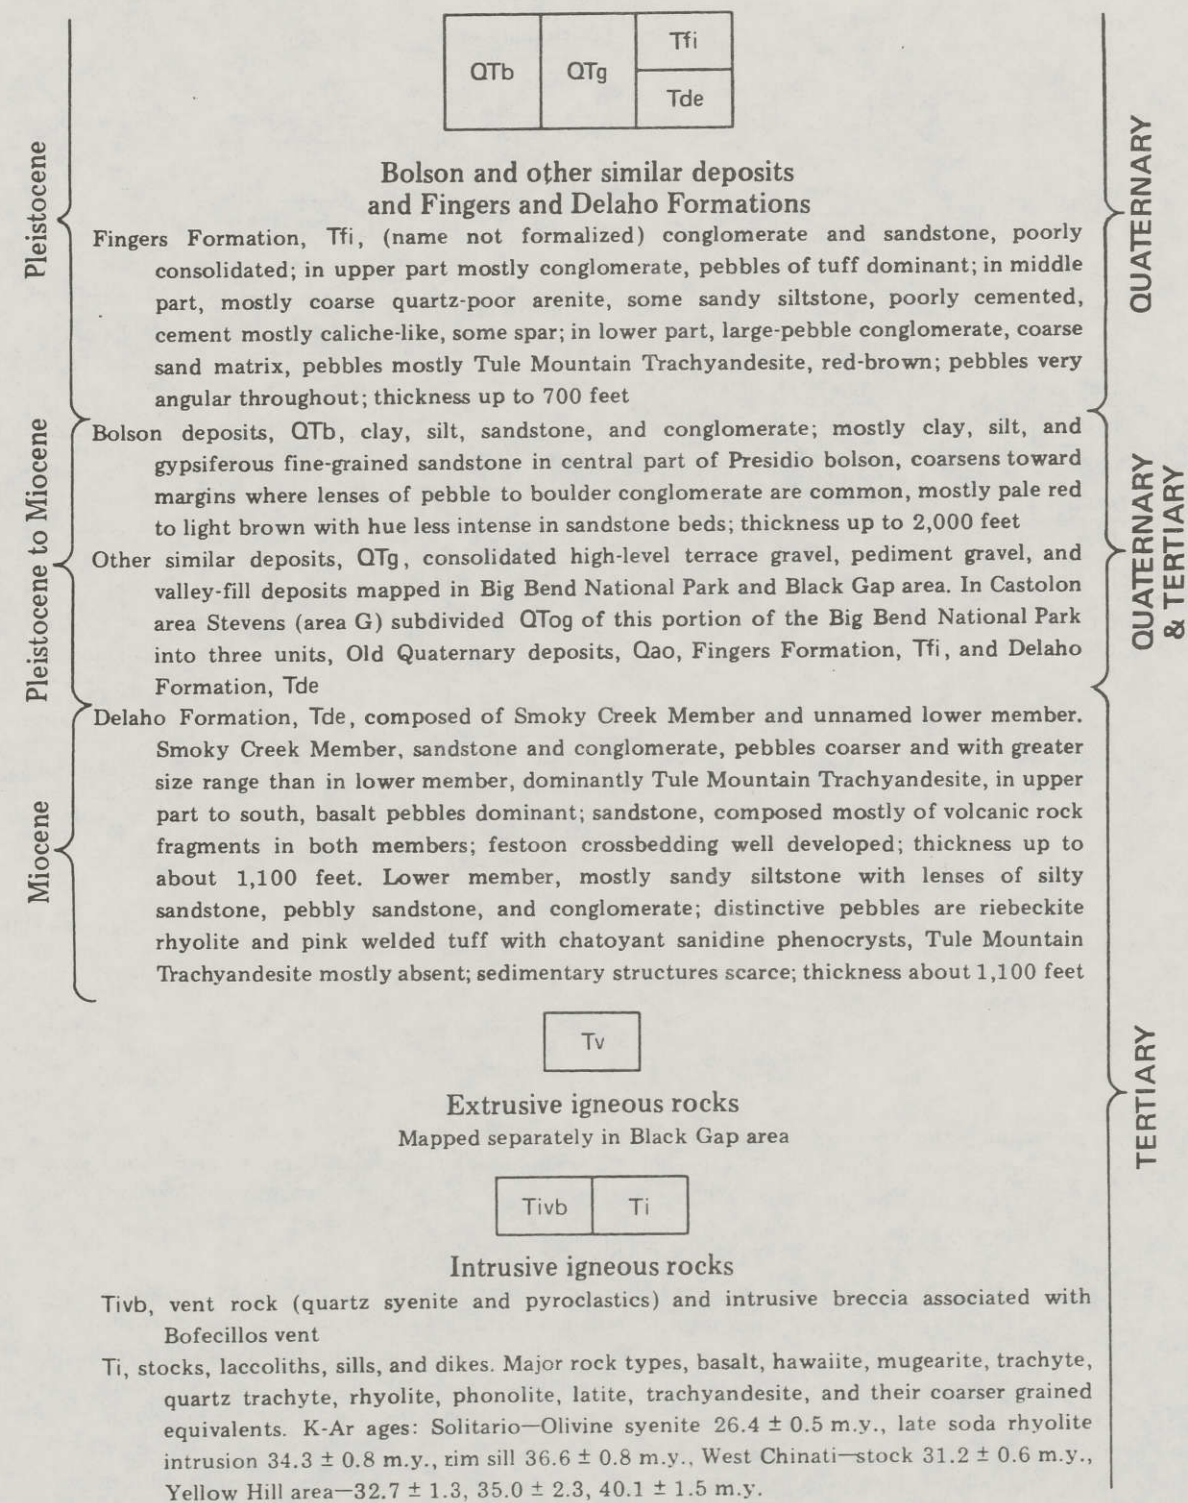 QTb
QTg
Tfi
Tde
Bolson and other similar deposits
and Fingers and Delaho Formations
Pleistocene
QUATERNARY
Fingers Formation, Tfi, (name not formalized) conglomerate and sandstone, poorly
consolidated; in upper part mostly conglomerate, pebbles of tuff dominant; in middle
part, mostly coarse quartz-poor arenite, some sandy siltstone, poorly cemented,
cement mostly caliche-like, some spar; in lower part, large-pebble conglomerate, coarse
sand matrix, pebbles mostly Tule Mountain Trachyandesite, red-brown; pebbles very
angular throughout; thickness up to 700 feet
Pleistocene to Miocene
QUATERNARY
& TERTIARY
Bolson deposits, QTb, clay, silt, sandstone, and conglomerate; mostly clay, silt, and
gypsiferous fine-grained sandstone in central part of Presidio bolson, coarsens toward
margins where lenses of pebble to boulder conglomerate are common, mostly pale red
to light brown with hue less intense in sandstone beds; thickness up to 2,000 feet
Other similar deposits, QTg, consolidated high-level terrace gravel, pediment gravel, and
valley-fill deposits mapped in Big Bend National Park and Black Gap area. In Castolon
area Stevens (area G) subdivided QTog of this portion of the Big Bend National Park
into three units, Old Quaternary deposits, Qao, Fingers Formation, Tfi, and Delaho
Formation, Tde
Miocene
Delaho Formation, Tde, composed of Smoky Creek Member and unnamed lower member.
Smoky Creek Member, sandstone and conglomerate, pebbles coarser and with greater
size range than in lower member, dominantly Tule Mountain Trachyandesite, in upper
part to south, basalt pebbles dominant; sandstone, composed mostly of volcanic rock
fragments in both members; festoon crossbedding well developed; thickness up to
about 1,100 feet. Lower member, mostly sandy siltstone with lenses of silty
sandstone, pebbly sandstone, and conglomerate; distinctive pebbles are riebeckite
rhyolite and pink welded tuff with chatoyant sanidine phenocrysts, Tule Mountain
Trachyandesite mostly absent; sedimentary structures scarce; thickness about 1,100 feet
TERTIARY
Tv
Extrusive igneous rocks
Mapped separately in Black Gap area
Tivb
Ti
Intrusive igneous rocks
Tivb, vent rock (quartz syenite and pyroclastics) and intrusive breccia associated with
Bofecillos vent
Ti, stocks, laccoliths, sills, and dikes. Major rock types, basalt, hawaiite, mugearite, trachyte,
quartz trachyte, rhyolite, phonolite, latite, trachyandesite, and their coarser grained
equivalents. K-Ar ages: Solitario—Olivine syenite 26.4 ± 0.5 m.y., late soda rhyolite
intrusion 34.3 ± 0.8 m.y., rim sill 36.6 ± 0.8 m.y., West Chinati—stock 31.2 ± 0.6 m.y.,
Yellow Hill area—32.7 ± 1.3, 35.0 ± 2.3, 40.1 ± 1.5 m.y.